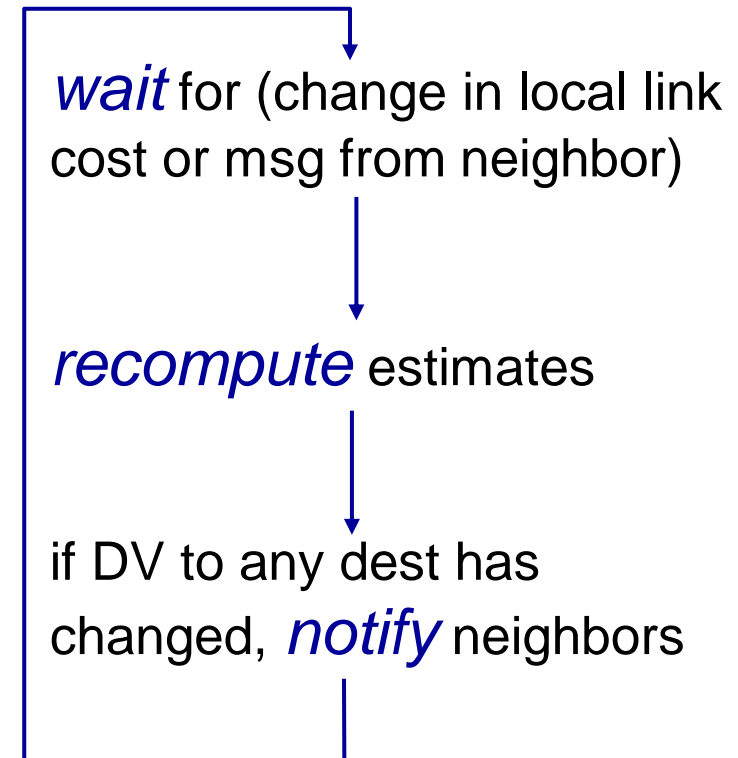 wait for (change in local link
cost or msg from neighbor)
recompute estimates
if DV to any dest has
changed, notify neighbors